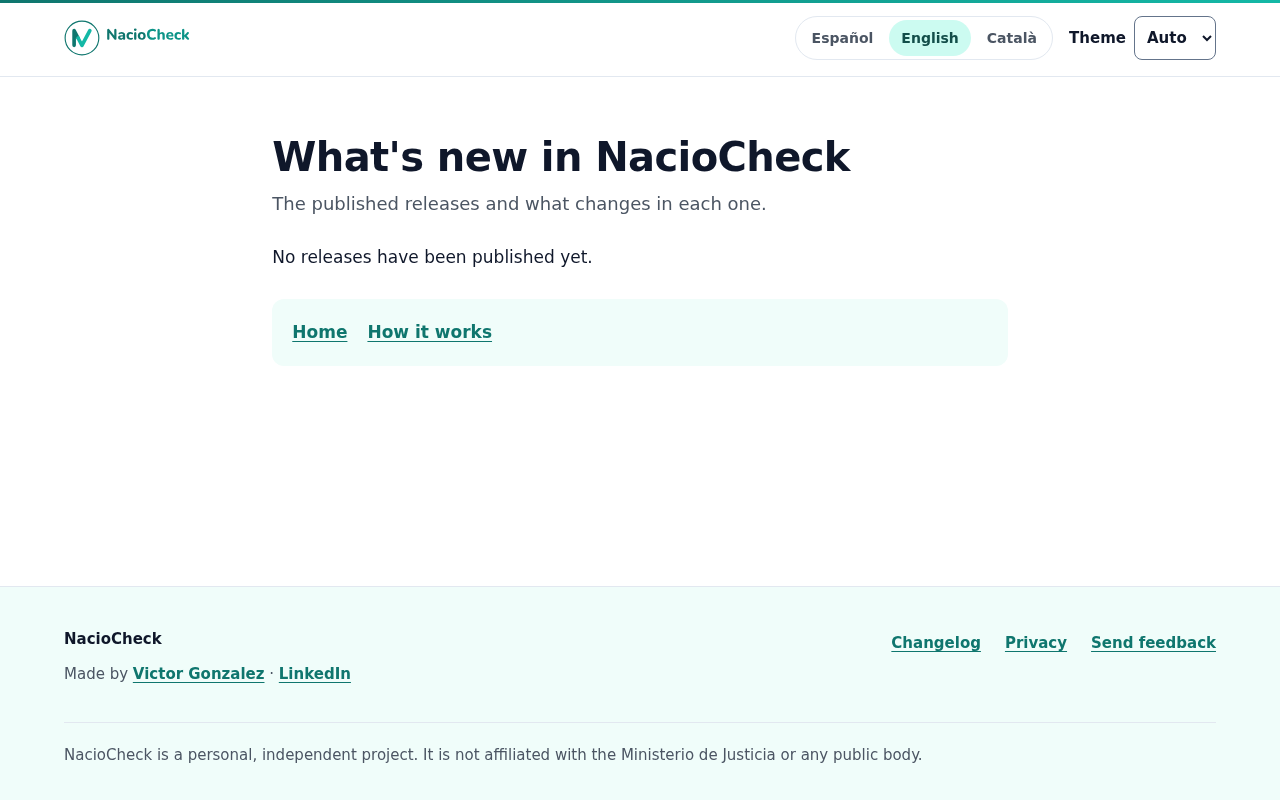 NacioCheck
Español English Català Theme Auto
What's new in NacioCheck
The published releases and what changes in each one.
No releases have been published yet.
Home How it works
NacioCheck
Changelog Privacy Send feedback
Made by Victor Gonzalez · LinkedIn
NacioCheck is a personal, independent project. It is not affiliated with the Ministerio de Justicia or any public body.